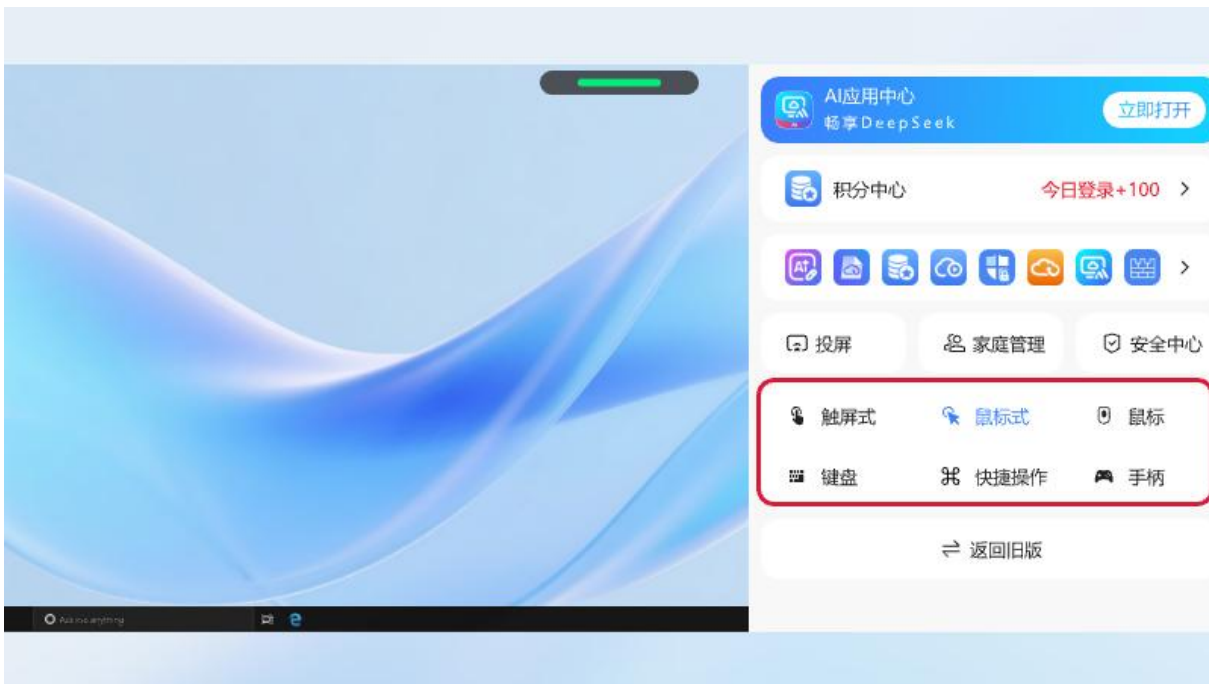 AI应用中心
畅享DeepSeek
立即打开
积分中心
今日登录+100
投屏
家庭管理
安全中心
触屏式
鼠标式
鼠标
键盘
快捷操作
手柄
返回旧版
Ask me anything